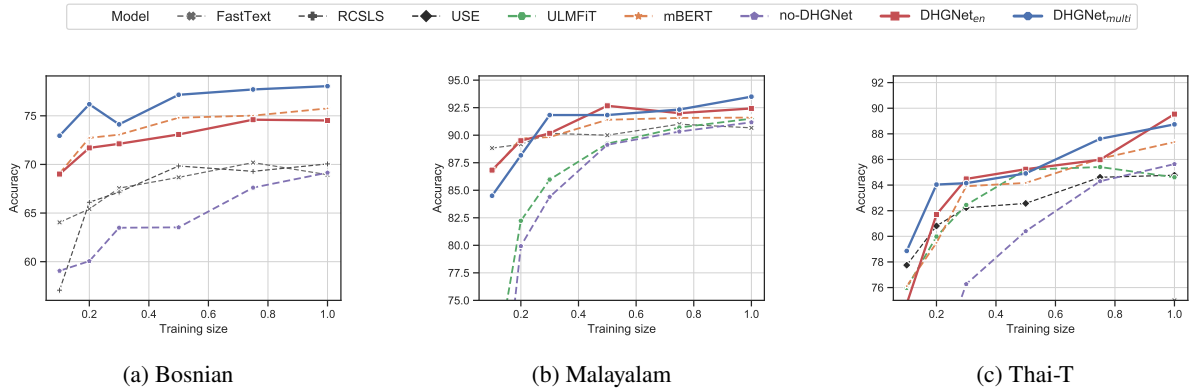 Model FastText RCSLS USE ULMFiT mBERT no-DHGNet DHGNet_en DHGNet_multi
75
70
65
60
Accuracy
0.2 0.4 0.6 0.8 1.0
Training size
(a) Bosnian
95.0
92.5
90.0
87.5
85.0
82.5
80.0
77.5
75.0
Accuracy
0.2 0.4 0.6 0.8 1.0
Training size
(b) Malayalam
92
90
88
86
84
82
80
78
76
Accuracy
0.2 0.4 0.6 0.8 1.0
Training size
(c) Thai-T